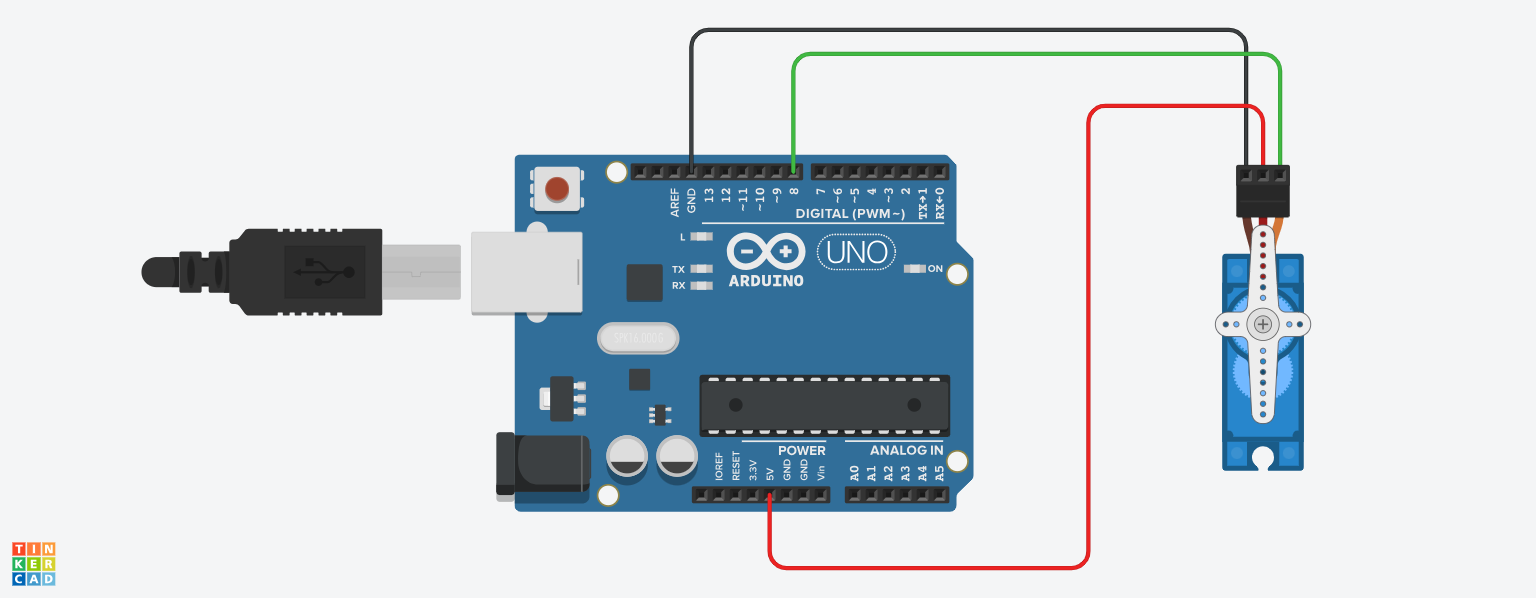 AREF
GND
13
12
~11
~10
~9
8
7
~6
~5
4
~3
2
TX→1
RX←0
DIGITAL (PWM~)
L
TX
RX
UNO
ARDUINO
ON
SPK16.000G
POWER
ANALOG IN
IOREF
RESET
3.3V
5V
GND
GND
Vin
A0
A1
A2
A3
A4
A5
TIN
KER
CAD